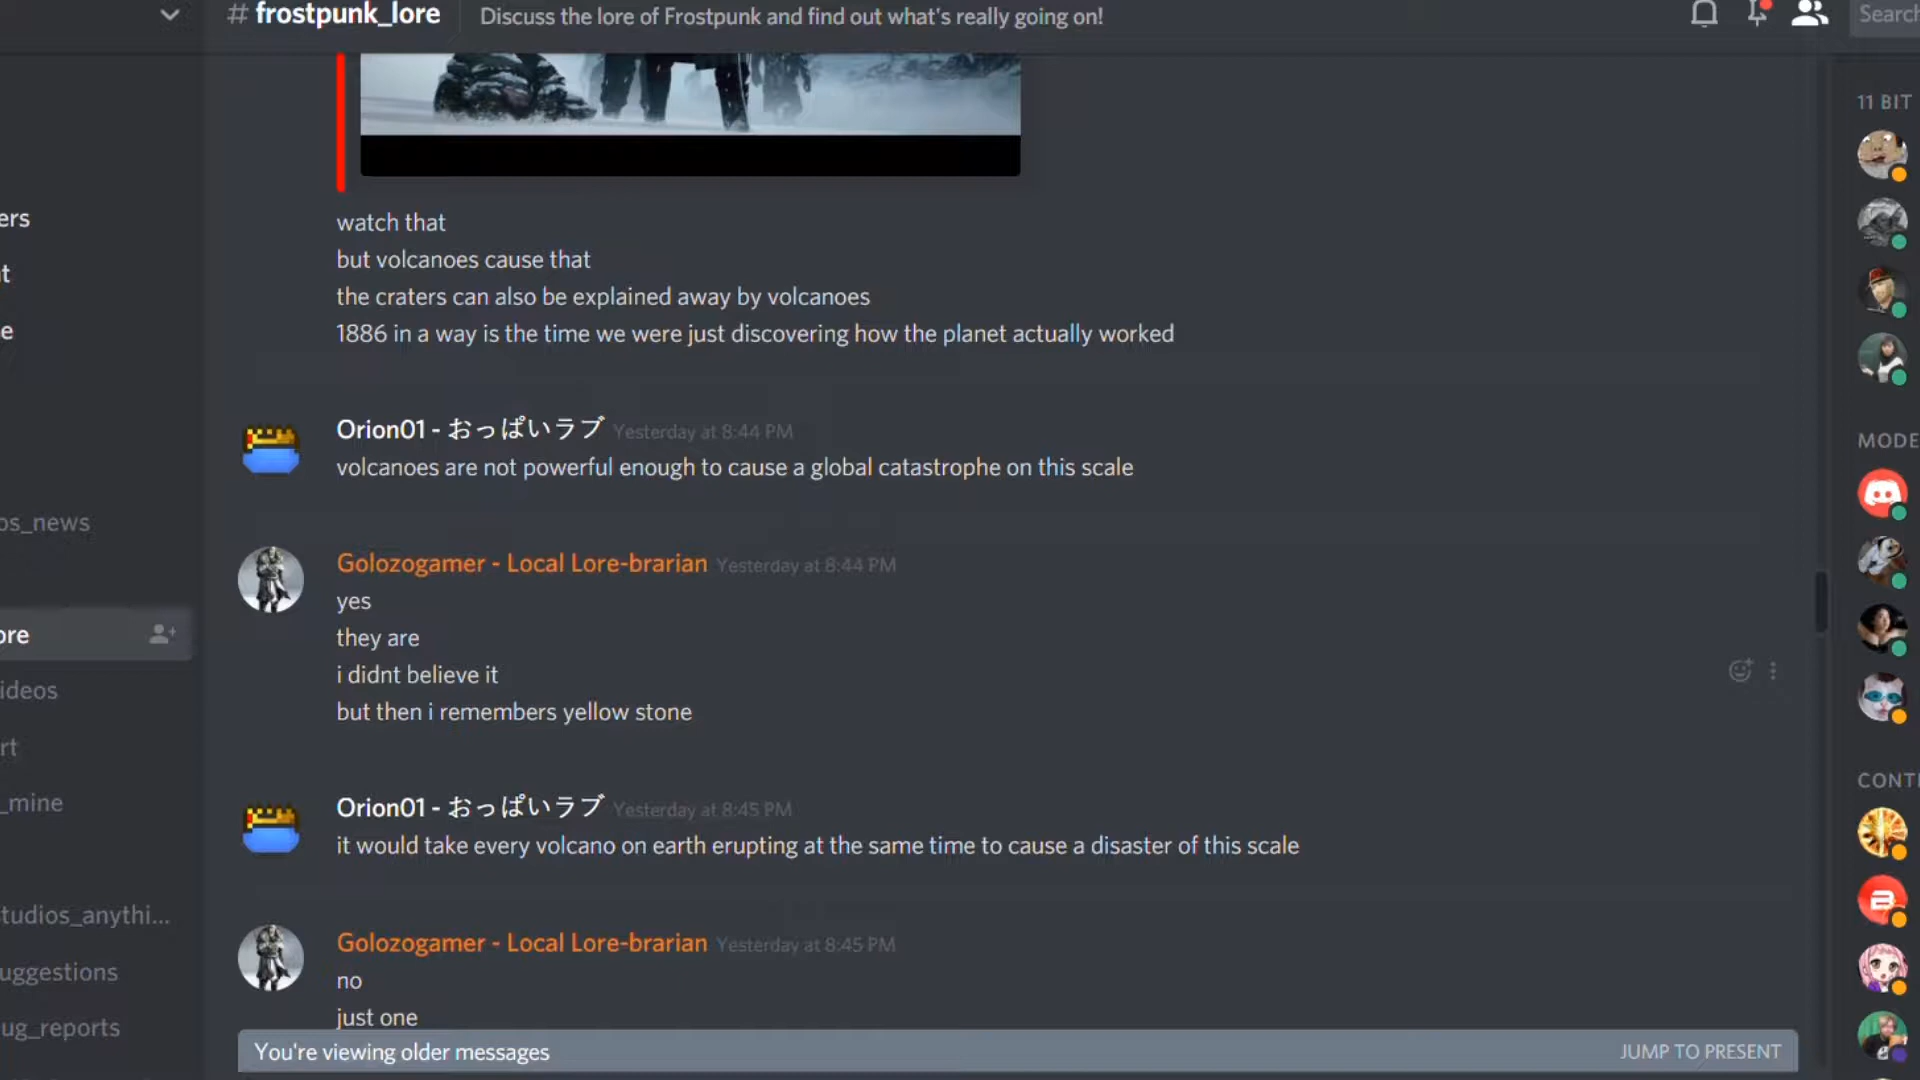 # frostpunk_lore
Discuss the lore of Frostpunk and find out what's really going on!
Search
ers
t
e
os_news
ore
ideos
rt
_mine
tudios_anythi...
uggestions
ug_reports
watch that
but volcanoes cause that
the craters can also be explained away by volcanoes
1886 in a way is the time we were just discovering how the planet actually worked
Orion01 - おっぱいラブ Yesterday at 8:44 PM
volcanoes are not powerful enough to cause a global catastrophe on this scale
Golozogamer - Local Lore-brarian Yesterday at 8:44 PM
yes
they are
i didnt believe it
but then i remembers yellow stone
Orion01 - おっぱいラブ Yesterday at 8:45 PM
it would take every volcano on earth erupting at the same time to cause a disaster of this scale
Golozogamer - Local Lore-brarian Yesterday at 8:45 PM
no
just one
You're viewing older messages
JUMP TO PRESENT
11 BIT
MODE
CONT